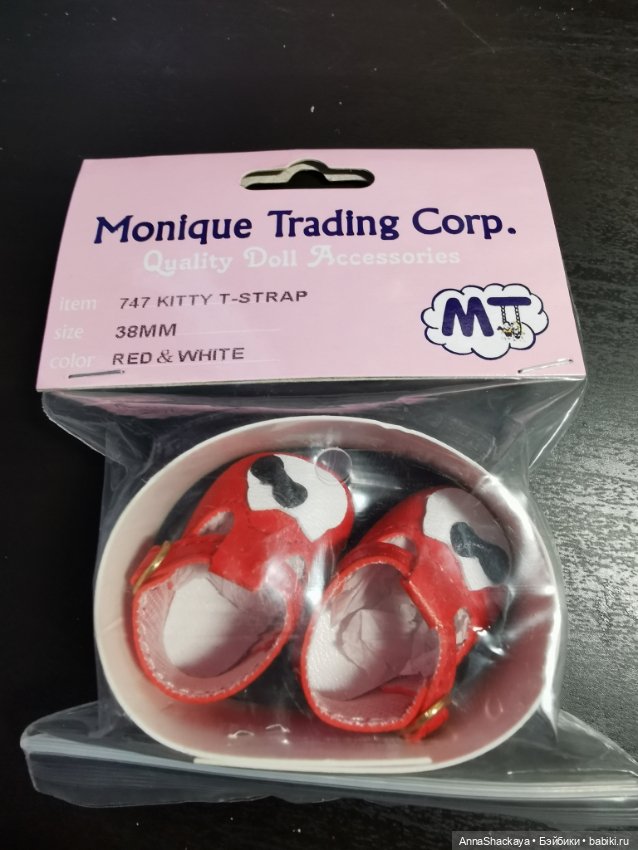 Monique Trading Corp.
Quality Doll Accessories
item 747 KITTY T-STRAP
size 38MM
color RED & WHITE
MT
AnnaShackaya • Бэйбики • babiki.ru